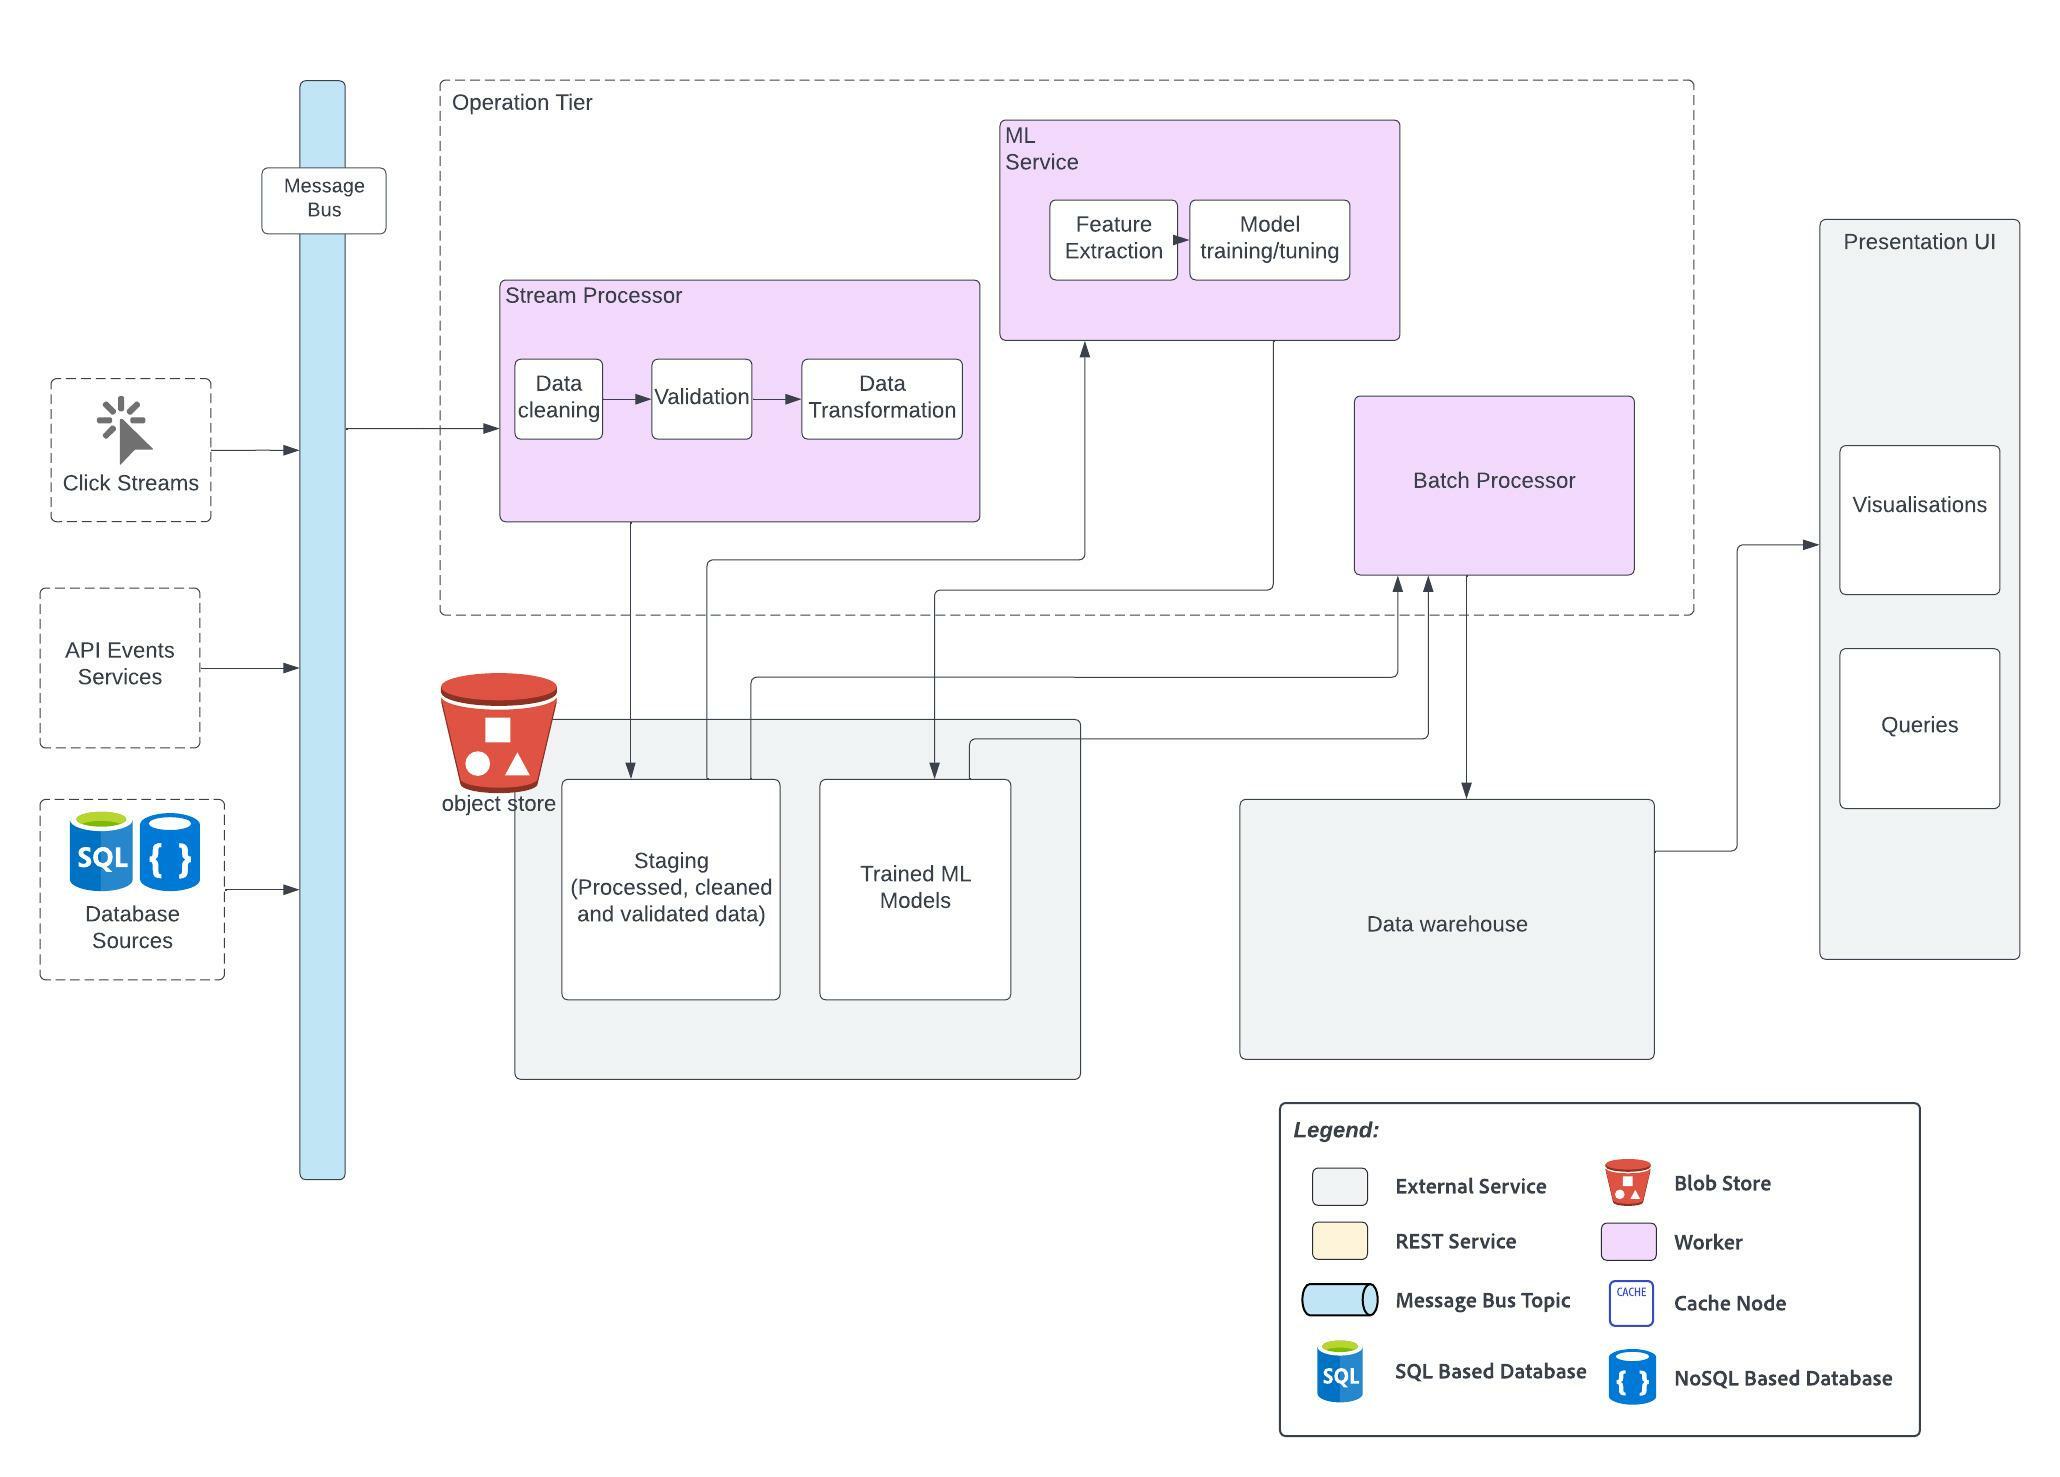 Operation Tier
Message
Bus
ML
Service
Feature
Extraction
Model
training/tuning
Presentation UI
Stream Processor
Data
cleaning
Validation
Data
Transformation
Click Streams
Batch Processor
Visualisations
API Events
Services
Queries
object store
SQL
{ }
Database
Sources
Staging
(Processed, cleaned
and validated data)
Trained ML
Models
Data warehouse
Legend:
External Service
Blob Store
REST Service
Worker
Message Bus Topic
CACHE
Cache Node
SQL
SQL Based Database
{ }
NoSQL Based Database